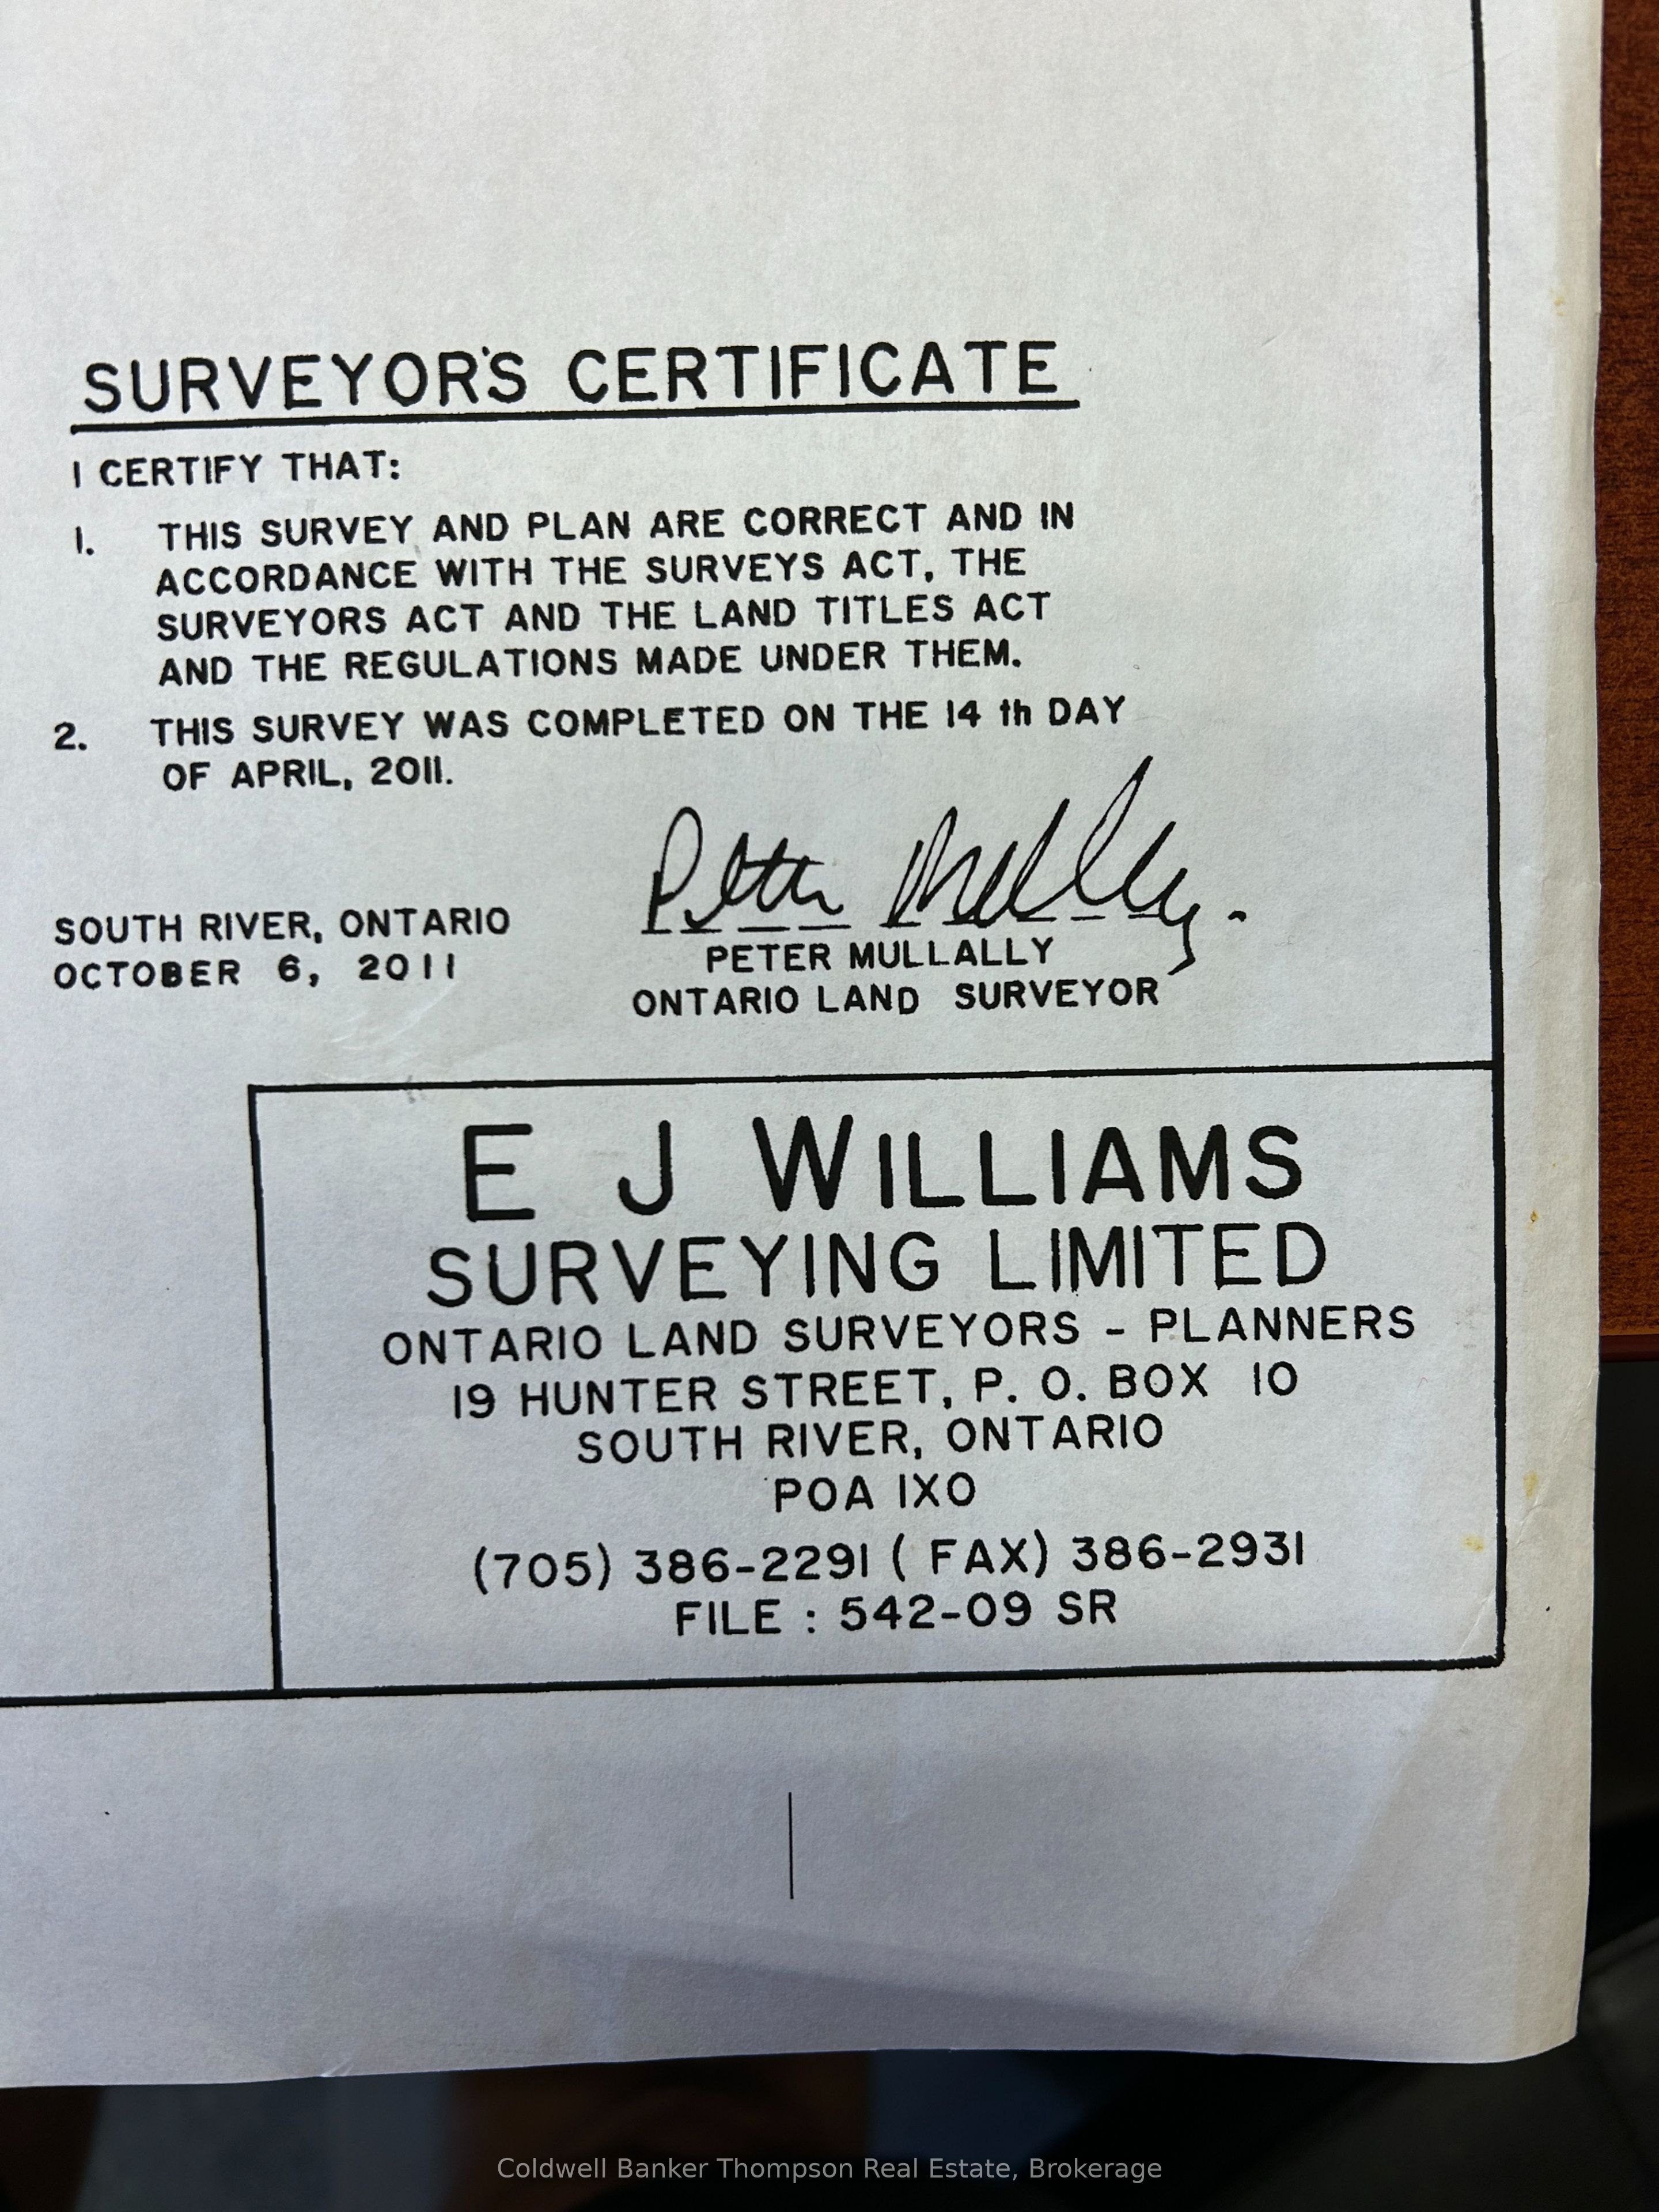 SURVEYOR'S CERTIFICATE
I CERTIFY THAT:
1. THIS SURVEY AND PLAN ARE CORRECT AND IN
ACCORDANCE WITH THE SURVEYS ACT, THE
SURVEYORS ACT AND THE LAND TITLES ACT
AND THE REGULATIONS MADE UNDER THEM.
2. THIS SURVEY WAS COMPLETED ON THE 14 th DAY
OF APRIL, 2011.
Peter Mullally.
SOUTH RIVER, ONTARIO
OCTOBER 6, 2011
PETER MULLALLY
ONTARIO LAND SURVEYOR
E J WILLIAMS
SURVEYING LIMITED
ONTARIO LAND SURVEYORS - PLANNERS
19 HUNTER STREET, P. O. BOX 10
SOUTH RIVER, ONTARIO
P0A 1X0
(705) 386-2291 ( FAX) 386-2931
FILE : 542-09 SR
Coldwell Banker Thompson Real Estate, Brokerage